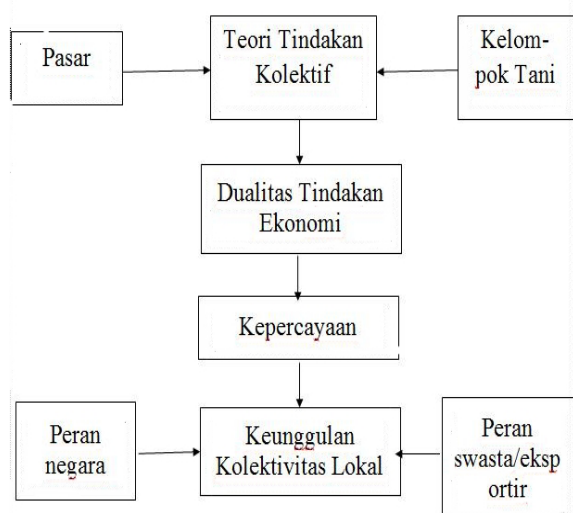 Pasar
Teori Tindakan
Kolektif
Kelom-
pok Tani
Dualitas Tindakan
Ekonomi
Kepercayaan
Peran
negara
Keunggulan
Kolektivitas Lokal
Peran
swasta/eksp
ortir